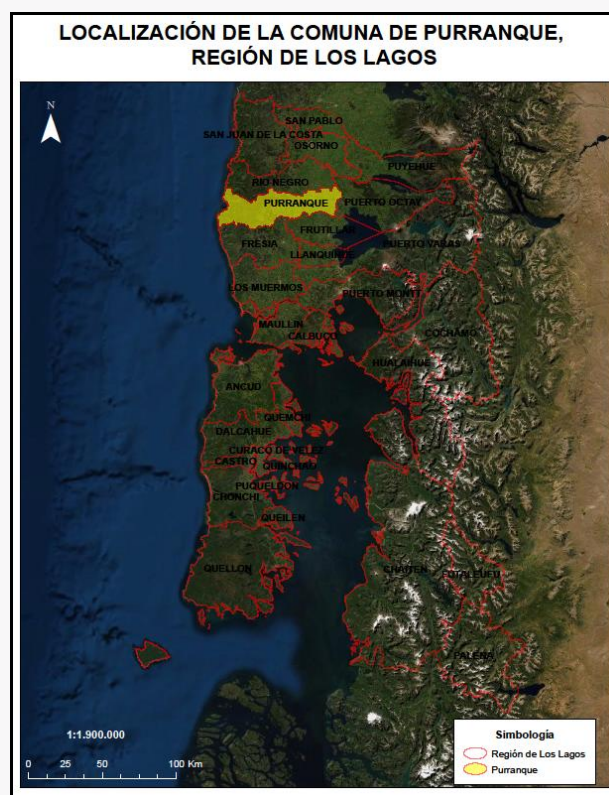 LOCALIZACIÓN DE LA COMUNA DE PURRANQUE,
REGIÓN DE LOS LAGOS
N
SAN PABLO
SAN JUAN DE LA COSTA
OSORNO
PUYEHUE
RIO NEGRO
PURRANQUE
PUERTO OCTAY
FRUTILLAR
FRESIA
PUERTO VARAS
LLANQUIHUE
LOS MUERMOS
PUERTO MONTT
MAULLIN
CALBUCO
COCHAMO
HUALAIHUE
ANCUD
QUEMCHI
DALCAHUE
CURACO DE VELEZ
CASTRO
QUINCHAO
PUQUELDON
CHONCHI
QUEILEN
QUELLON
CHAITEN
FUTALEUFU
PALENA
1:1.900.000
0 25 50 100 Km
Simbología
Región de Los Lagos
Purranque